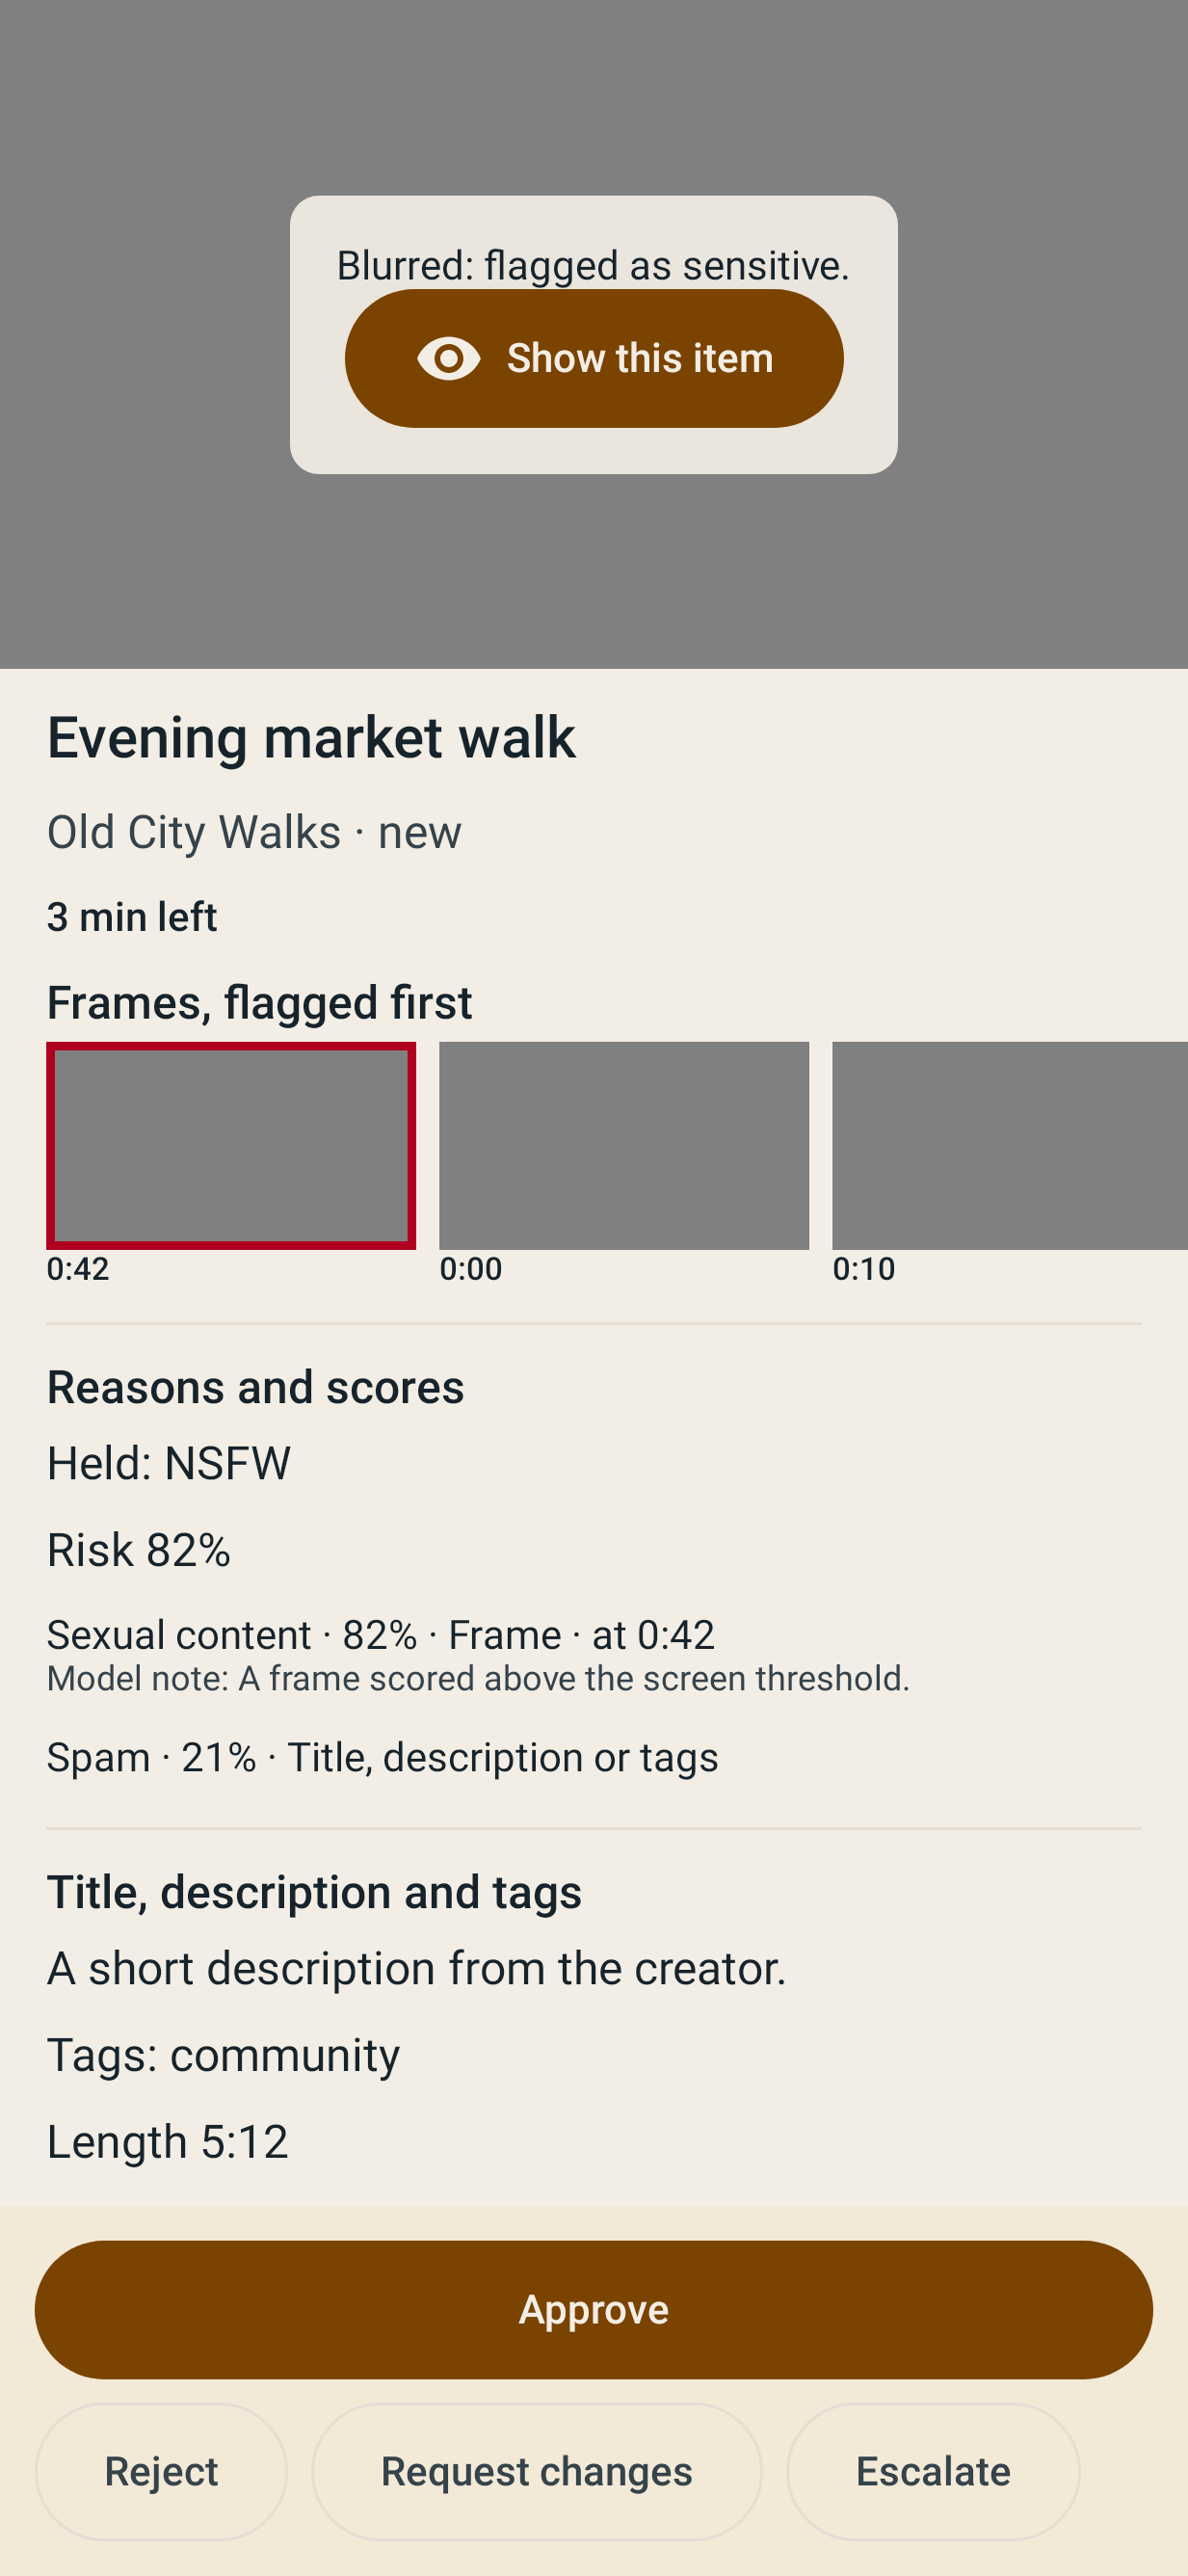 Blurred: flagged as sensitive.
Show this item
Evening market walk
Old City Walks · new
3 min left
Frames, flagged first
0:42
0:00
0:10
Reasons and scores
Held: NSFW
Risk 82%
Sexual content · 82% · Frame · at 0:42
Model note: A frame scored above the screen threshold.
Spam · 21% · Title, description or tags
Title, description and tags
A short description from the creator.
Tags: community
Length 5:12
Approve
Reject
Request changes
Escalate